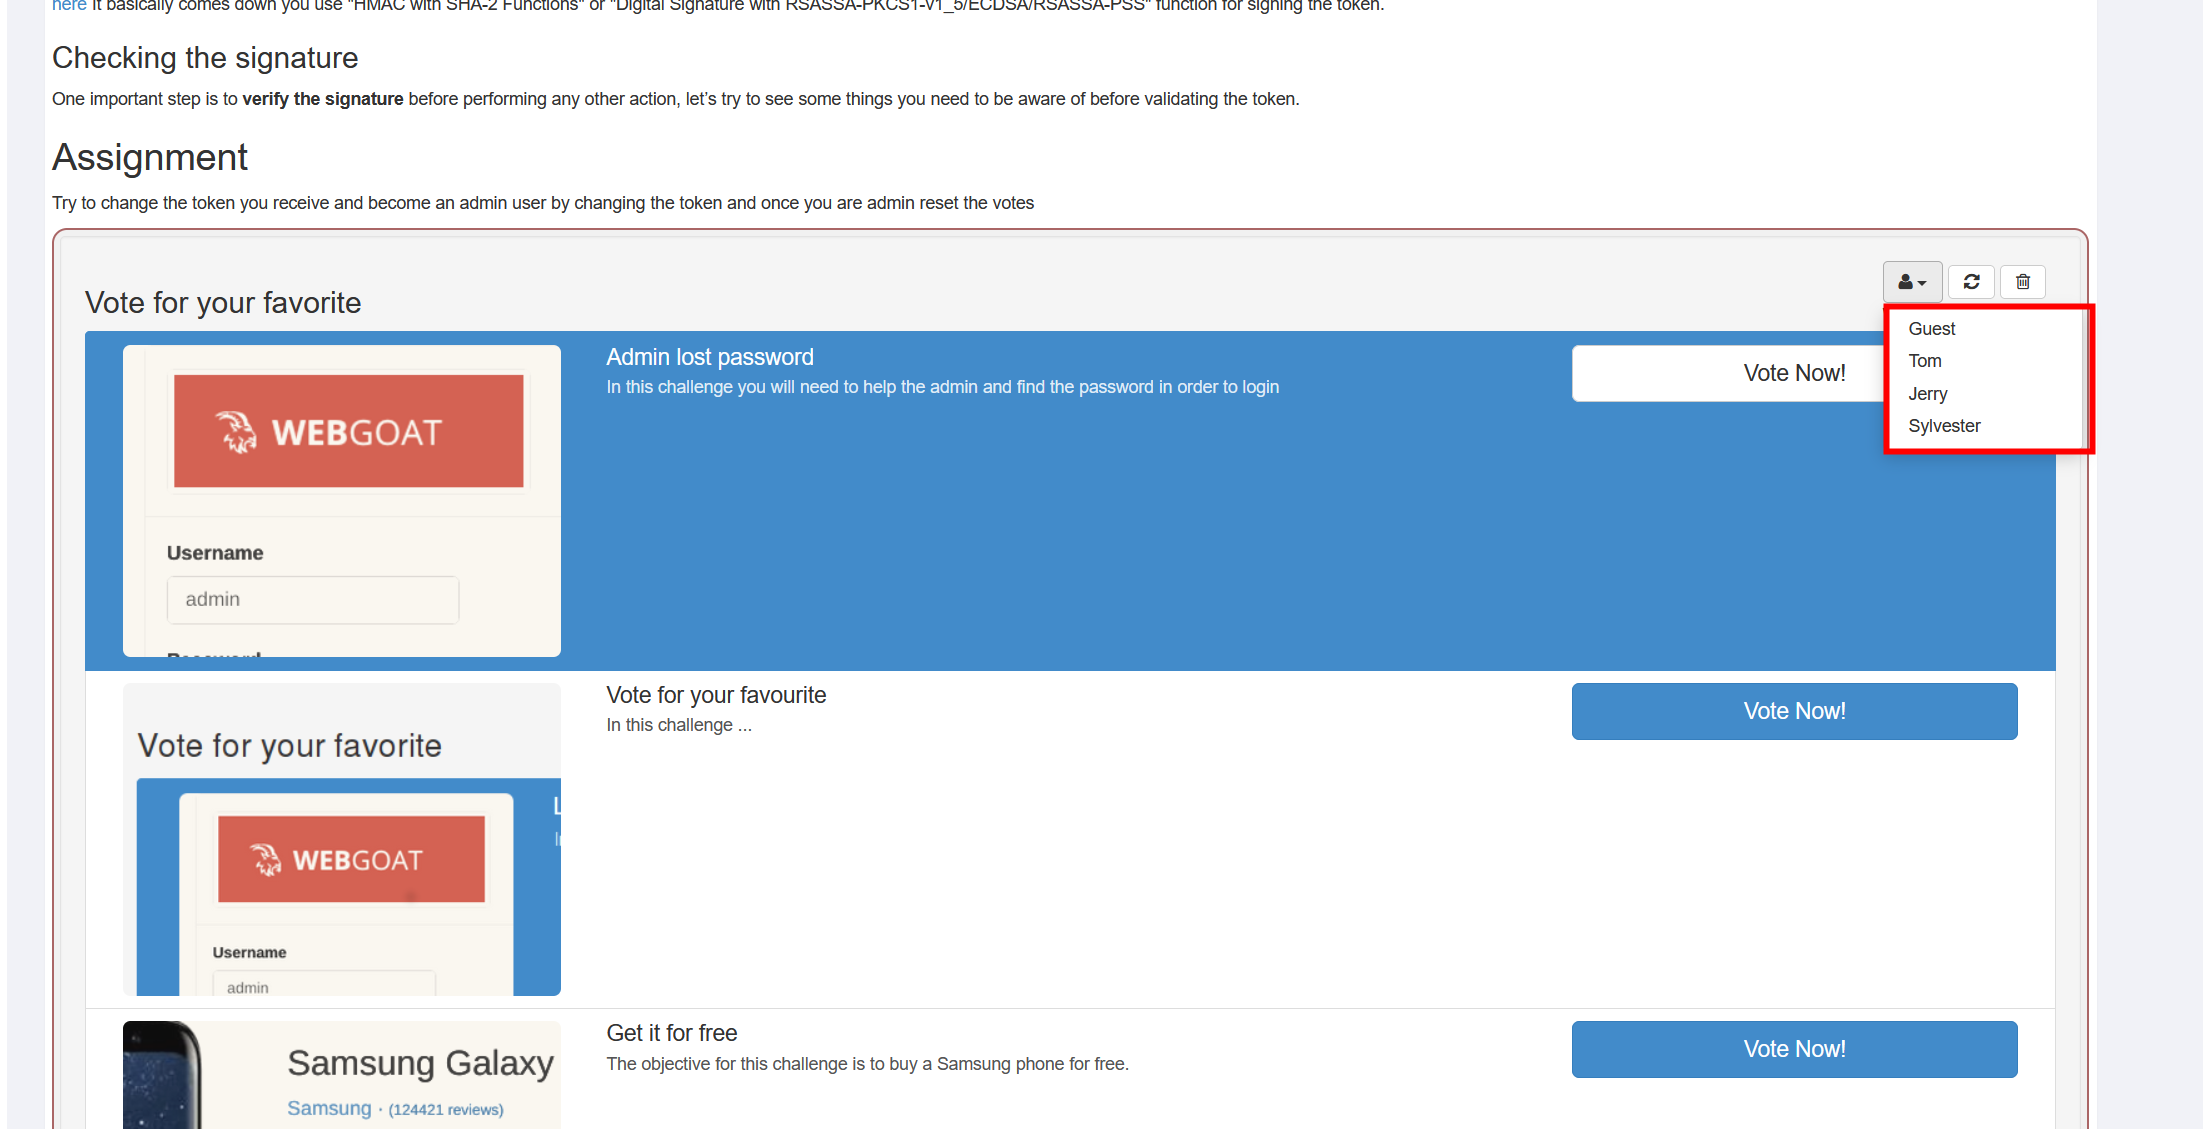 here it basically comes down you use "HMAC with SHA-2 Functions" or "Digital Signature with RSASSA-PKCS1-v1_5/ECDSA/RSASSA-PSS" function for signing the token.
Checking the signature
One important step is to verify the signature before performing any other action, let’s try to see some things you need to be aware of before validating the token.
Assignment
Try to change the token you receive and become an admin user by changing the token and once you are admin reset the votes
Vote for your favorite
Guest
Tom
Jerry
Sylvester
WEBGOAT
Username
admin
Password
Admin lost password
In this challenge you will need to help the admin and find the password in order to login
Vote Now!
Vote for your favorite
WEBGOAT
Username
admin
Vote for your favourite
In this challenge ...
Vote Now!
Samsung Galaxy
Samsung · (124421 reviews)
Get it for free
The objective for this challenge is to buy a Samsung phone for free.
Vote Now!